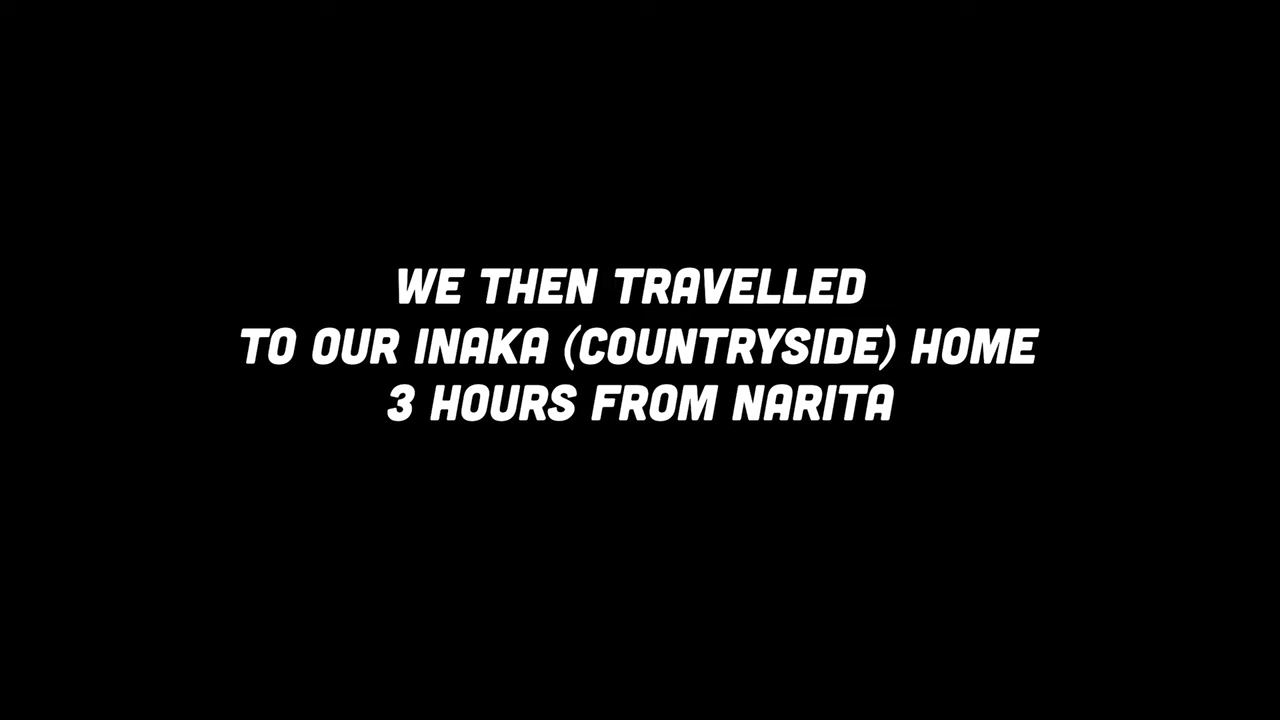 WE THEN TRAVELLED
TO OUR INAKA (COUNTRYSIDE) HOME
3 HOURS FROM NARITA